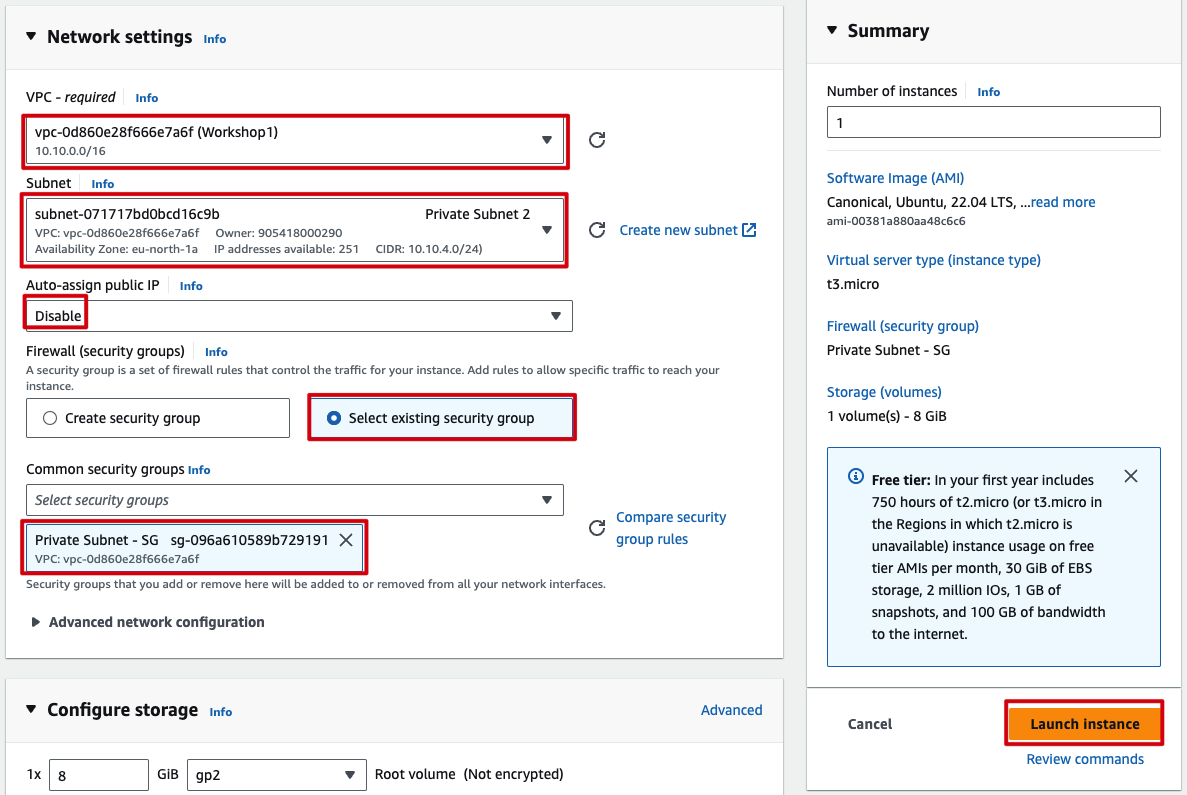 Network settings Info
VPC - required Info
vpc-0d860e28f666e7a6f (Workshop1)
10.10.0.0/16
Subnet Info
subnet-071717bd0bcd16c9b Private Subnet 2
VPC: vpc-0d860e28f666e7a6f Owner: 905418000290
Availability Zone: eu-north-1a IP addresses available: 251 CIDR: 10.10.4.0/24)
Create new subnet
Auto-assign public IP Info
Disable
Firewall (security groups) Info
A security group is a set of firewall rules that control the traffic for your instance. Add rules to allow specific traffic to reach your
instance.
Create security group
Select existing security group
Common security groups Info
Select security groups
Private Subnet - SG sg-096a610589b729191
VPC: vpc-0d860e28f666e7a6f
Compare security
group rules
Security groups that you add or remove here will be added to or removed from all your network interfaces.
Advanced network configuration
Configure storage Info Advanced
1x 8 GiB gp2 Root volume (Not encrypted)
Summary
Number of instances Info
1
Software Image (AMI)
Canonical, Ubuntu, 22.04 LTS, ...read more
ami-00381a880aa48c6c6
Virtual server type (instance type)
t3.micro
Firewall (security group)
Private Subnet - SG
Storage (volumes)
1 volume(s) - 8 GiB
Free tier: In your first year includes
750 hours of t2.micro (or t3.micro in
the Regions in which t2.micro is
unavailable) instance usage on free
tier AMIs per month, 30 GiB of EBS
storage, 2 million IOs, 1 GB of
snapshots, and 100 GB of bandwidth
to the internet.
Cancel
Launch instance
Review commands